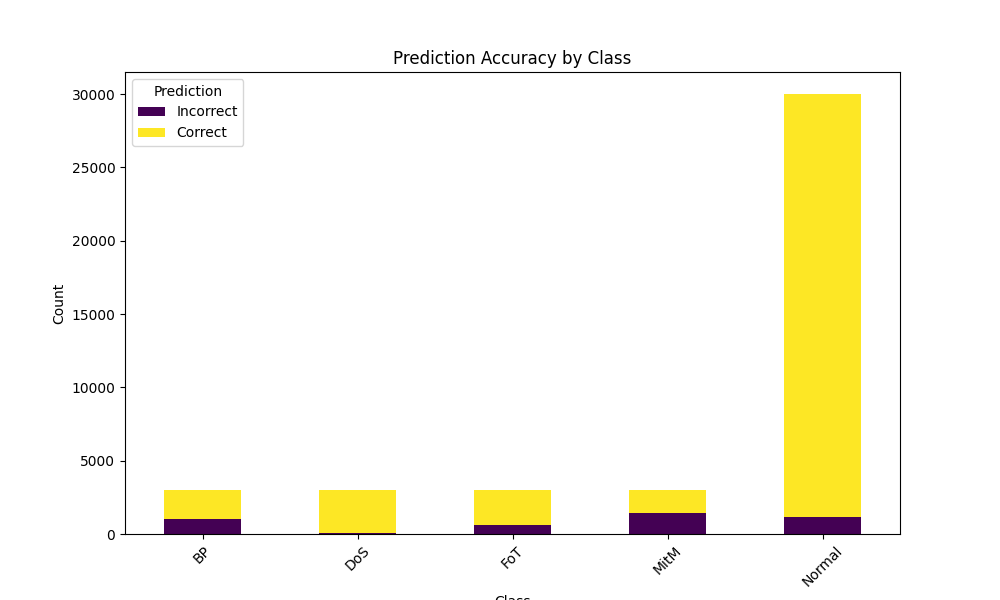 Prediction Accuracy by Class
Prediction
Incorrect
Correct
30000
25000
20000
15000
10000
5000
0
Count
BP
DoS
FoT
MitM
Normal
Class